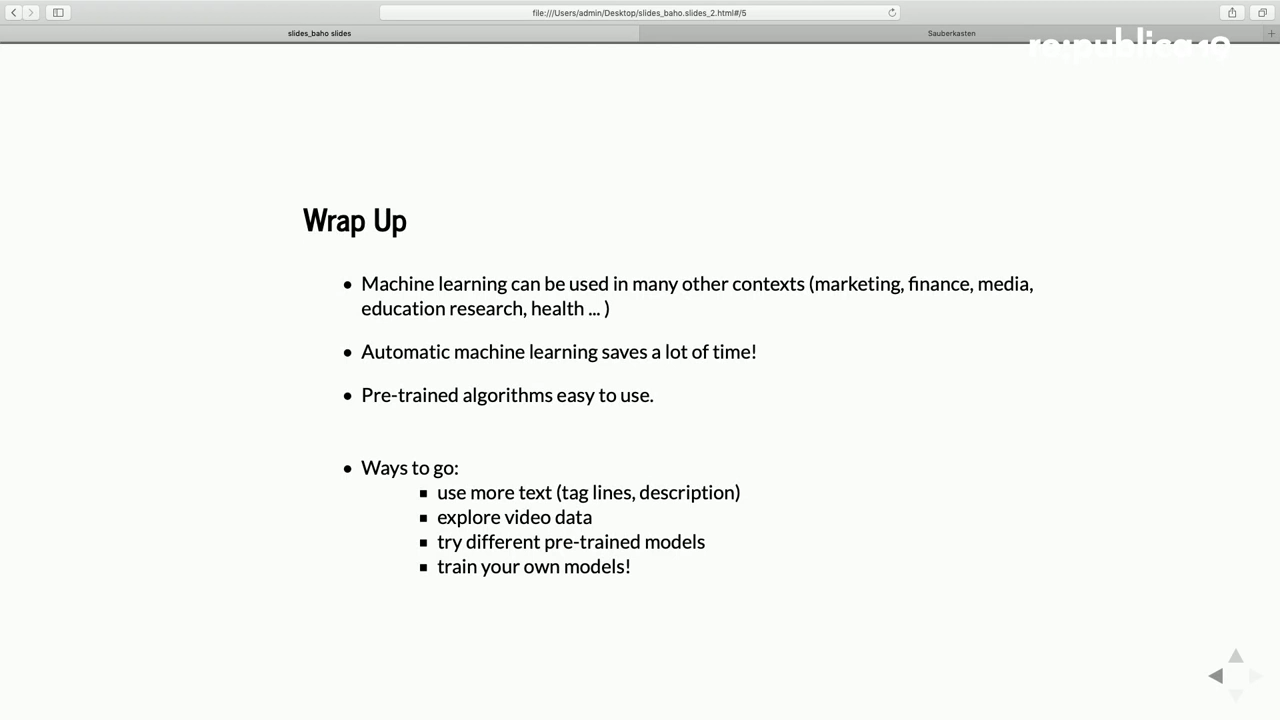 file:///Users/admin/Desktop/slides_baho.slides_2.html#/5
slides_baho slides
Sauberkasten
re:publica 19
Wrap Up
Machine learning can be used in many other contexts (marketing, finance, media,
education research, health ... )
Automatic machine learning saves a lot of time!
Pre-trained algorithms easy to use.
Ways to go:
use more text (tag lines, description)
explore video data
try different pre-trained models
train your own models!